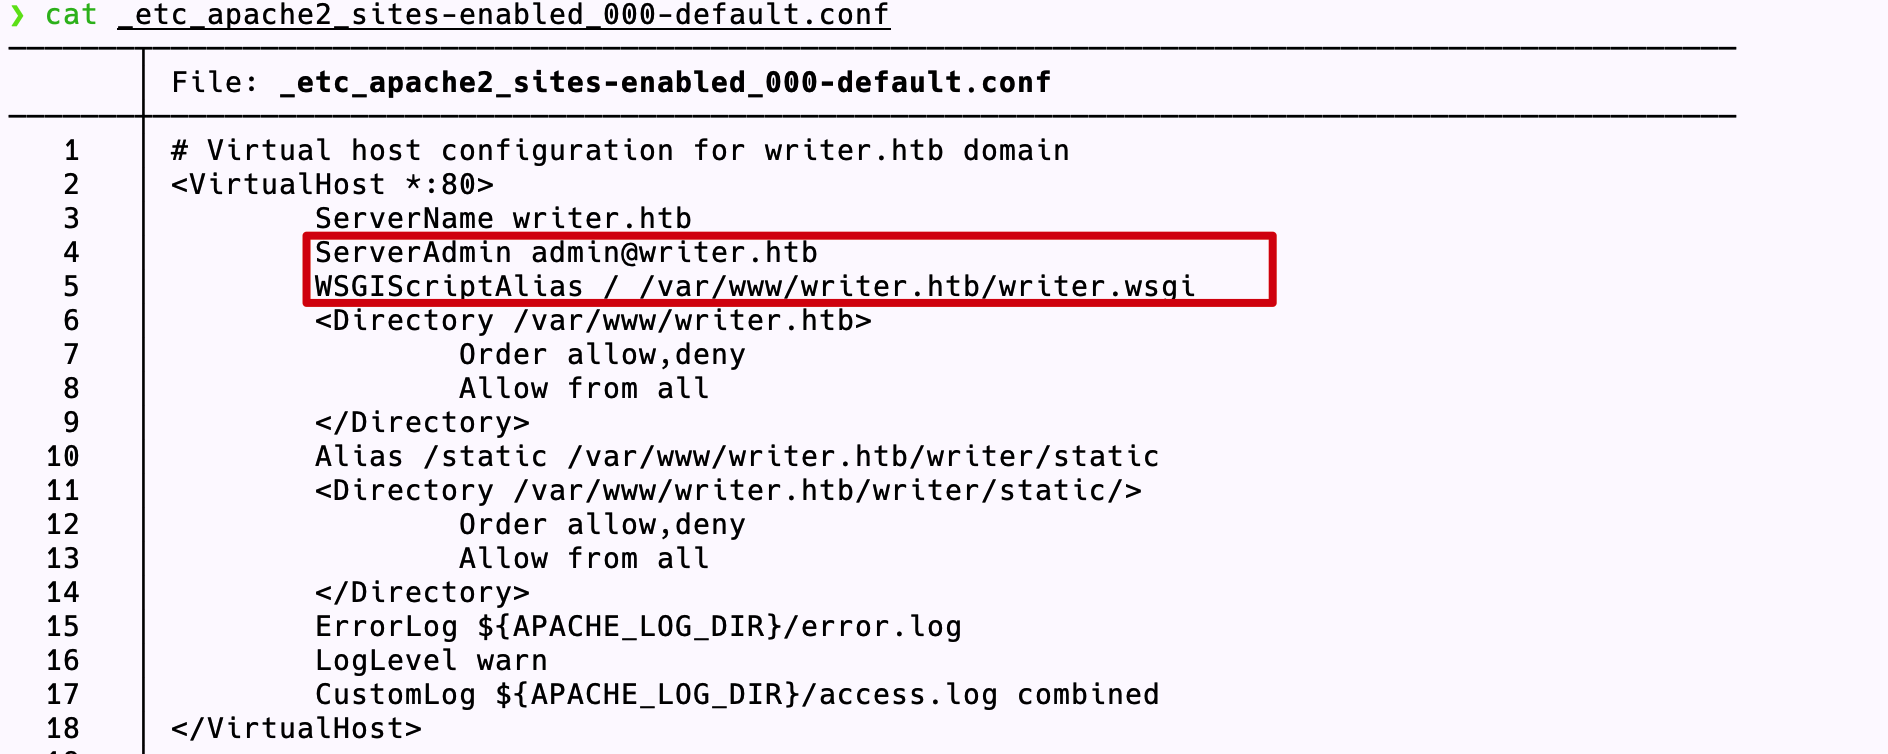 ❯ cat _etc_apache2_sites-enabled_000-default.conf
File: _etc_apache2_sites-enabled_000-default.conf
1 # Virtual host configuration for writer.htb domain
2 <VirtualHost *:80>
3 ServerName writer.htb
4 ServerAdmin admin@writer.htb
5 WSGIScriptAlias / /var/www/writer.htb/writer.wsgi
6 <Directory /var/www/writer.htb>
7 Order allow,deny
8 Allow from all
9 </Directory>
10 Alias /static /var/www/writer.htb/writer/static
11 <Directory /var/www/writer.htb/writer/static/>
12 Order allow,deny
13 Allow from all
14 </Directory>
15 ErrorLog ${APACHE_LOG_DIR}/error.log
16 LogLevel warn
17 CustomLog ${APACHE_LOG_DIR}/access.log combined
18 </VirtualHost>